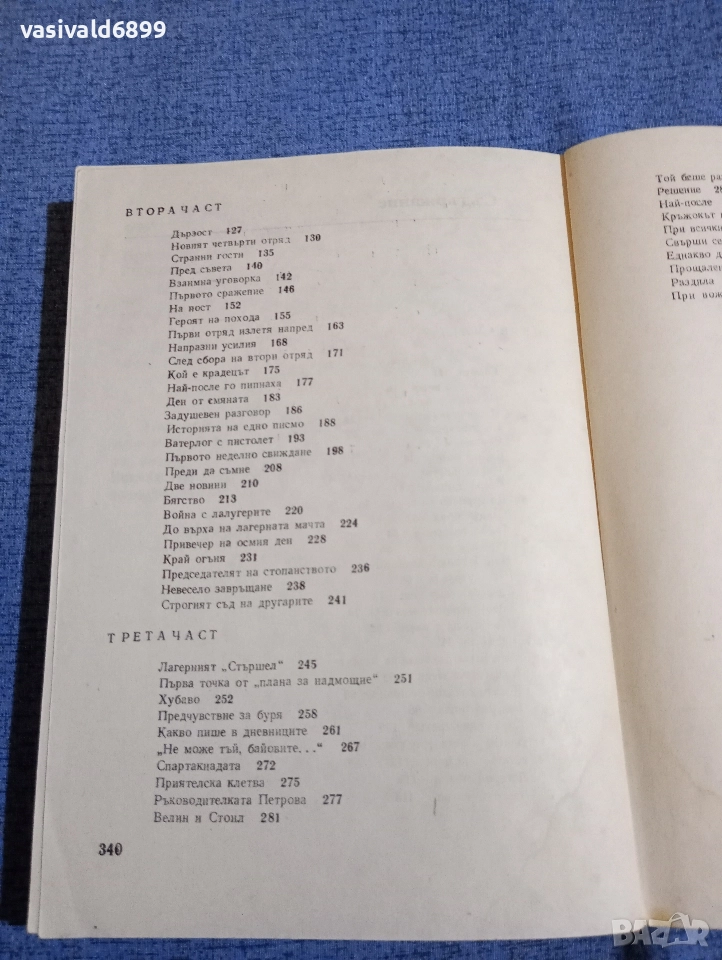 vasivald6899
ВТОРА ЧАСТ
Дързост 127
Новият четвърти отряд 130
Странни гости 135
Пред съвета 140
Взаимна уговорка 142
Първото сражение 146
На пост 152
Героят на похода 155
Първи отряд излетя напред 163
Напразни усилия 168
След сбора на втори отряд 171
Кой е крадецът 175
Най-после го пипнаха 177
Ден от смяната 183
Задушевен разговор 186
Историята на едно писмо 188
Ватерлог с пистолет 193
Първото неделно свиждане 198
Преди да съмне 208
Две новини 210
Бягство 213
Война с лалугерите 220
До върха на лагерната мачта 224
Привечер на осмия ден 228
Край огъня 231
Председателят на стопанството 236
Невесело завръщане 238
Строгият съд на другарите 241
ТРЕТА ЧАСТ
Лагерният „Стършел" 245
Първа точка от „плана за надмощие" 251
Хубаво 252
Предчувствие за буря 258
Какво пише в дневниците 261
„Не може тъй, байовите..." 267
Спартакиадата 272
Приятелска клетва 275
Ръководителката Петрова 277
Велин и Стоил 281
340
Той беше ра
Решение 28
Най-после
Кръжокът
При всички
Свърши се
Еднакво д
Прощален
Раздяла
При вож
BAZAR